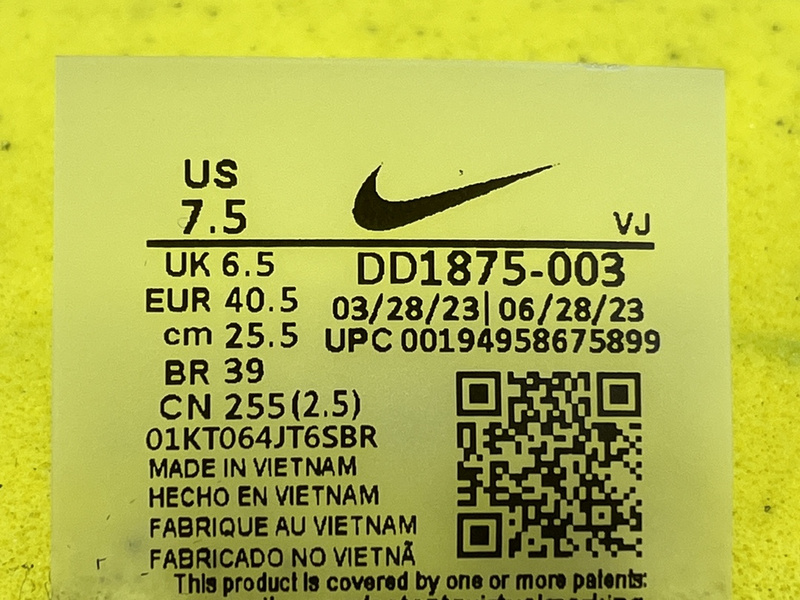 US
7.5
VJ
UK 6.5
EUR 40.5
cm 25.5
BR 39
CN 255(2.5)
DD1875-003
03/28/23| 06/28/23
UPC 00194958675899
01KT064JT6SBR
MADE IN VIETNAM
HECHO EN VIETNAM
FABRIQUE AU VIETNAM
FABRICADO NO VIETNÃ
This product is covered by one or more patents: